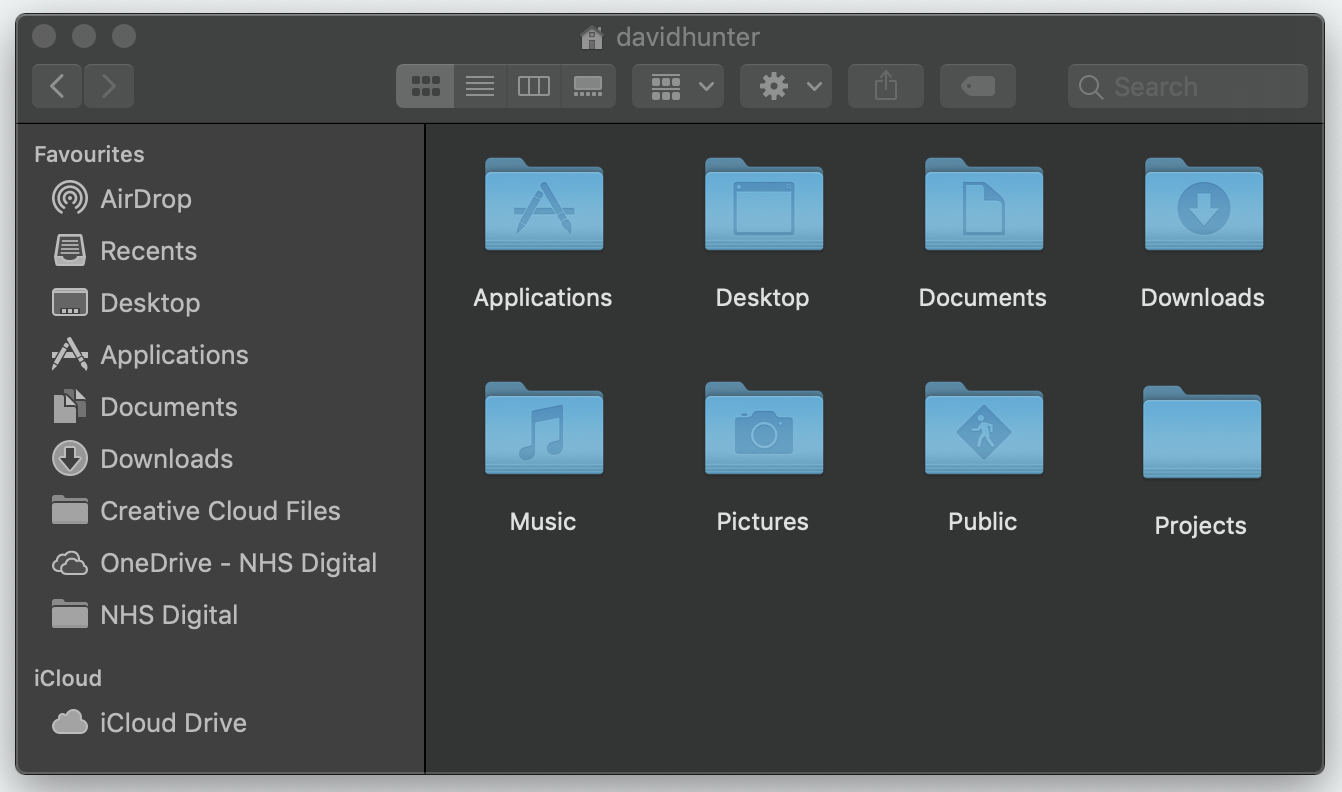 davidhunter
Search
Favourites
AirDrop
Recents
Desktop
Applications
Documents
Downloads
Creative Cloud Files
OneDrive - NHS Digital
NHS Digital
iCloud
iCloud Drive
Applications Desktop Documents Downloads
Music Pictures Public Projects